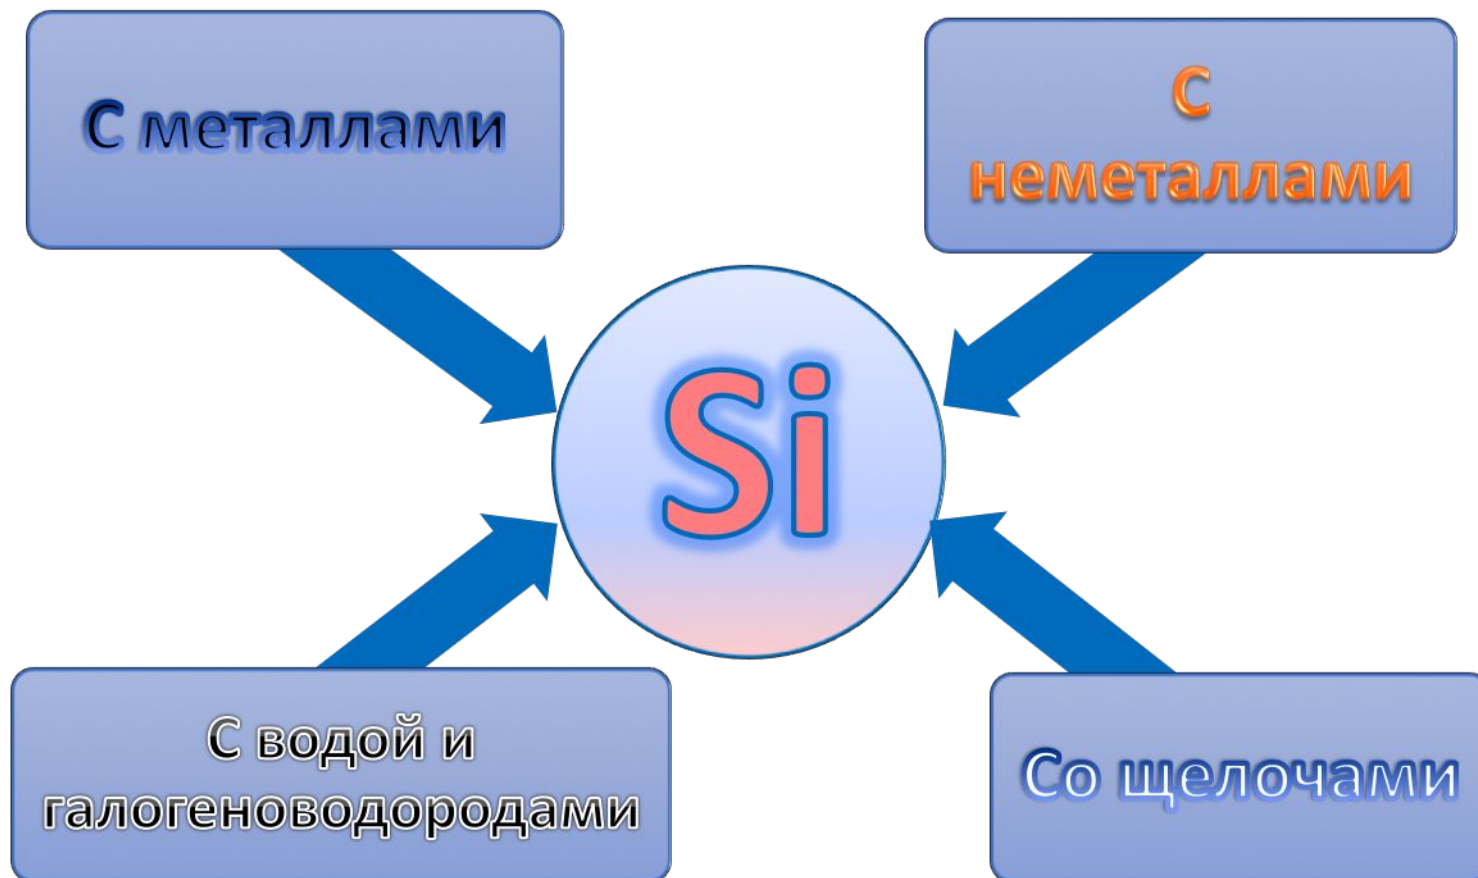 С металлами
С
неметаллами
Si
С водой и
галогеноводородами
Со щелочами